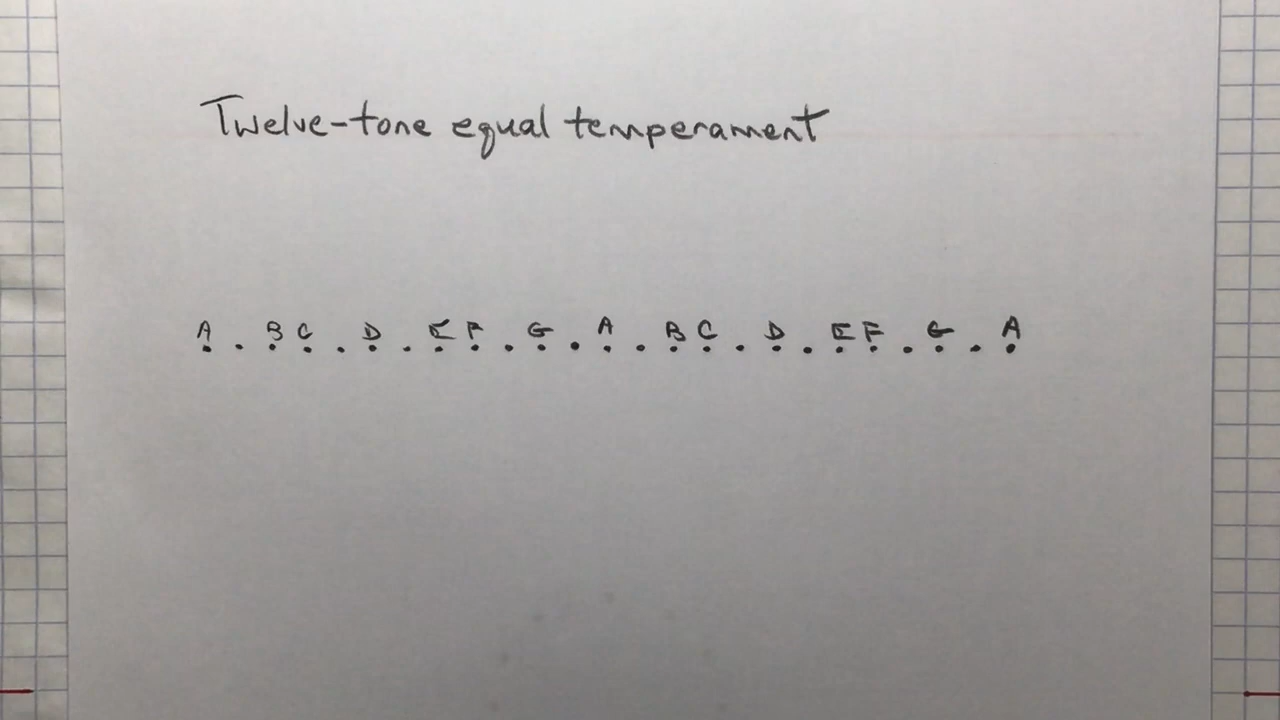 Twelve-tone equal temperament
A . B C . D . E F . G . A . B C . D . E F . G . A